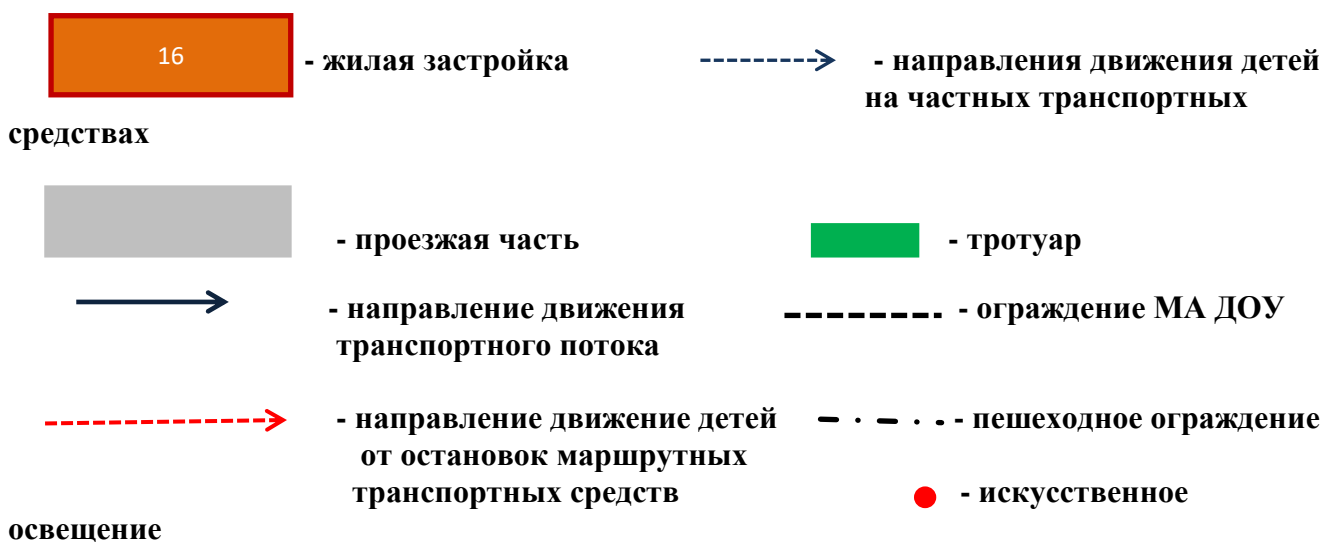 16
- жилая застройка
- направления движения детей
на частных транспортных
средствах
- проезжая часть
- тротуар
- направление движения
транспортного потока
- ограждение МА ДОУ
- направление движение детей
от остановок маршрутных
транспортных средств
- пешеходное ограждение
- искусственное
освещение